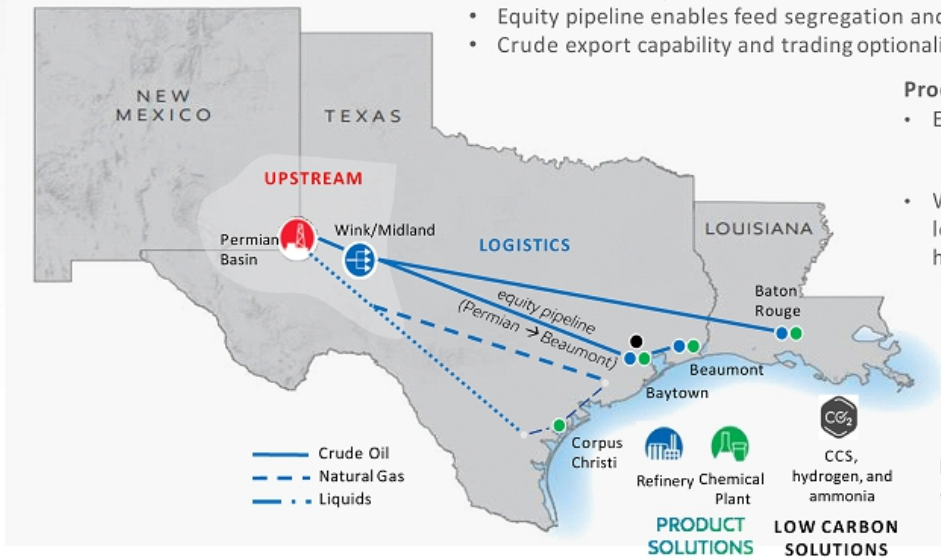 • Equity pipeline enables feed segregation and
• Crude export capability and trading optionali
NEW
MEXICO
TEXAS
Proc
• E
UPSTREAM
Permian
Basin
Wink/Midland
LOGISTICS
LOUISIANA
equity pipeline
(Permian → Beaumont)
Baton
Rouge
Beaumont
Baytown
Corpus
Christi
Crude Oil
Natural Gas
Liquids
Refinery
Chemical
Plant
CO2
CCS,
hydrogen, and
ammonia
PRODUCT
SOLUTIONS
LOW CARBON
SOLUTIONS